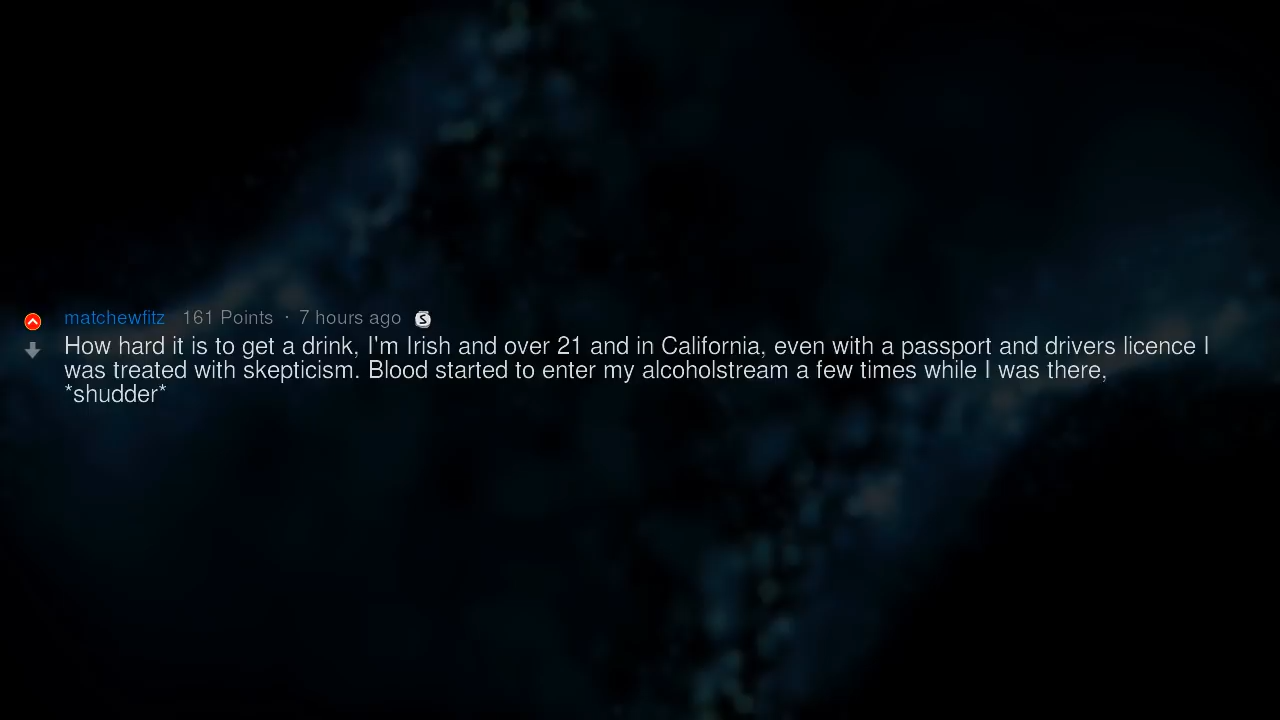 matchewfitz 161 Points · 7 hours ago S
How hard it is to get a drink, I'm Irish and over 21 and in California, even with a passport and drivers licence I
was treated with skepticism. Blood started to enter my alcoholstream a few times while I was there,
*shudder*